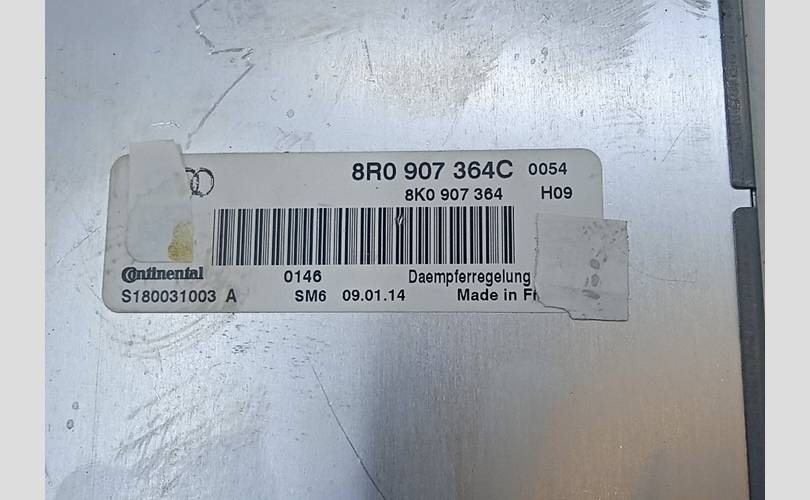 8R0 907 364C 0054
8K0 907 364 H09
Continental 0146 Daempferregelung
S180031003 A SM6 09.01.14 Made in